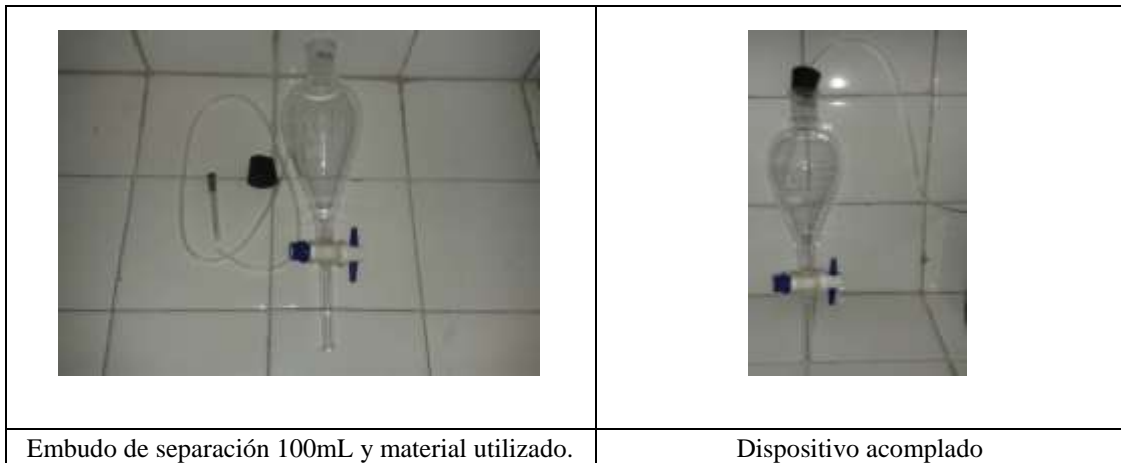 Embudo de separación 100mL y material utilizado.
Dispositivo acomplado